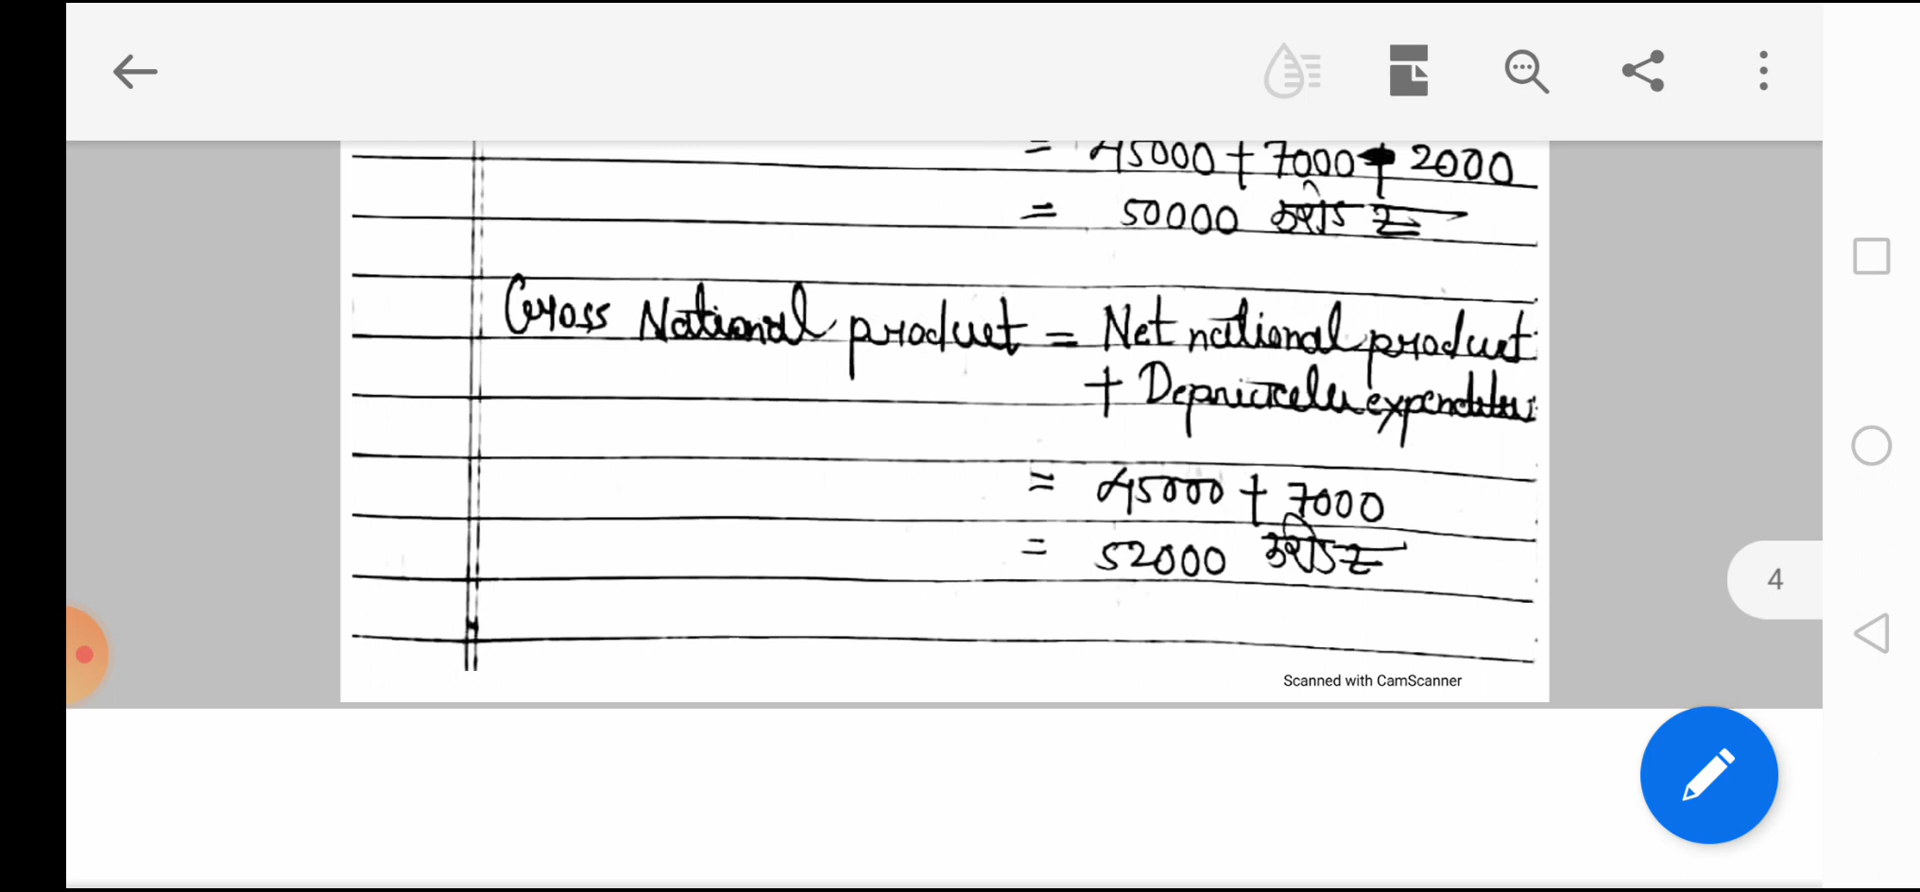 = 45000 + 7000 + 2000
= 50000 करोड़ रु
Gross National product = Net national product
+ Depriciateln expenditure
= 45000 + 7000
= 52000 करोड़ रु
4
Scanned with CamScanner